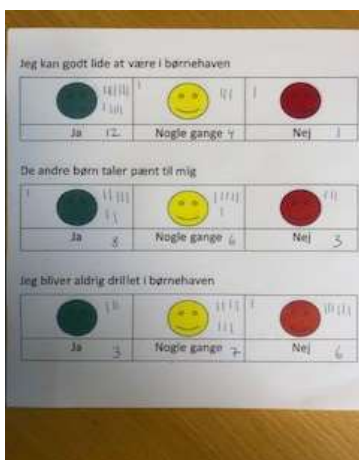 Jeg kan godt lide at være i børnehaven
Ja 12 Nogle gange 4 Nej 1
De andre børn taler pænt til mig
Ja 8 Nogle gange 6 Nej 3
Jeg bliver aldrig drillet i børnehaven
Ja 3 Nogle gange 7 Nej 6